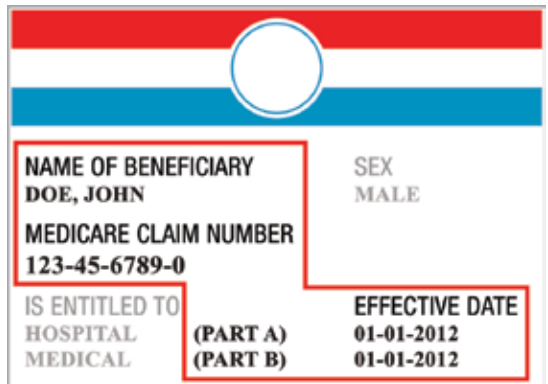 NAME OF BENEFICIARY SEX
DOE, JOHN MALE
MEDICARE CLAIM NUMBER
123-45-6789-0
IS ENTITLED TO EFFECTIVE DATE
HOSPITAL (PART A) 01-01-2012
MEDICAL (PART B) 01-01-2012